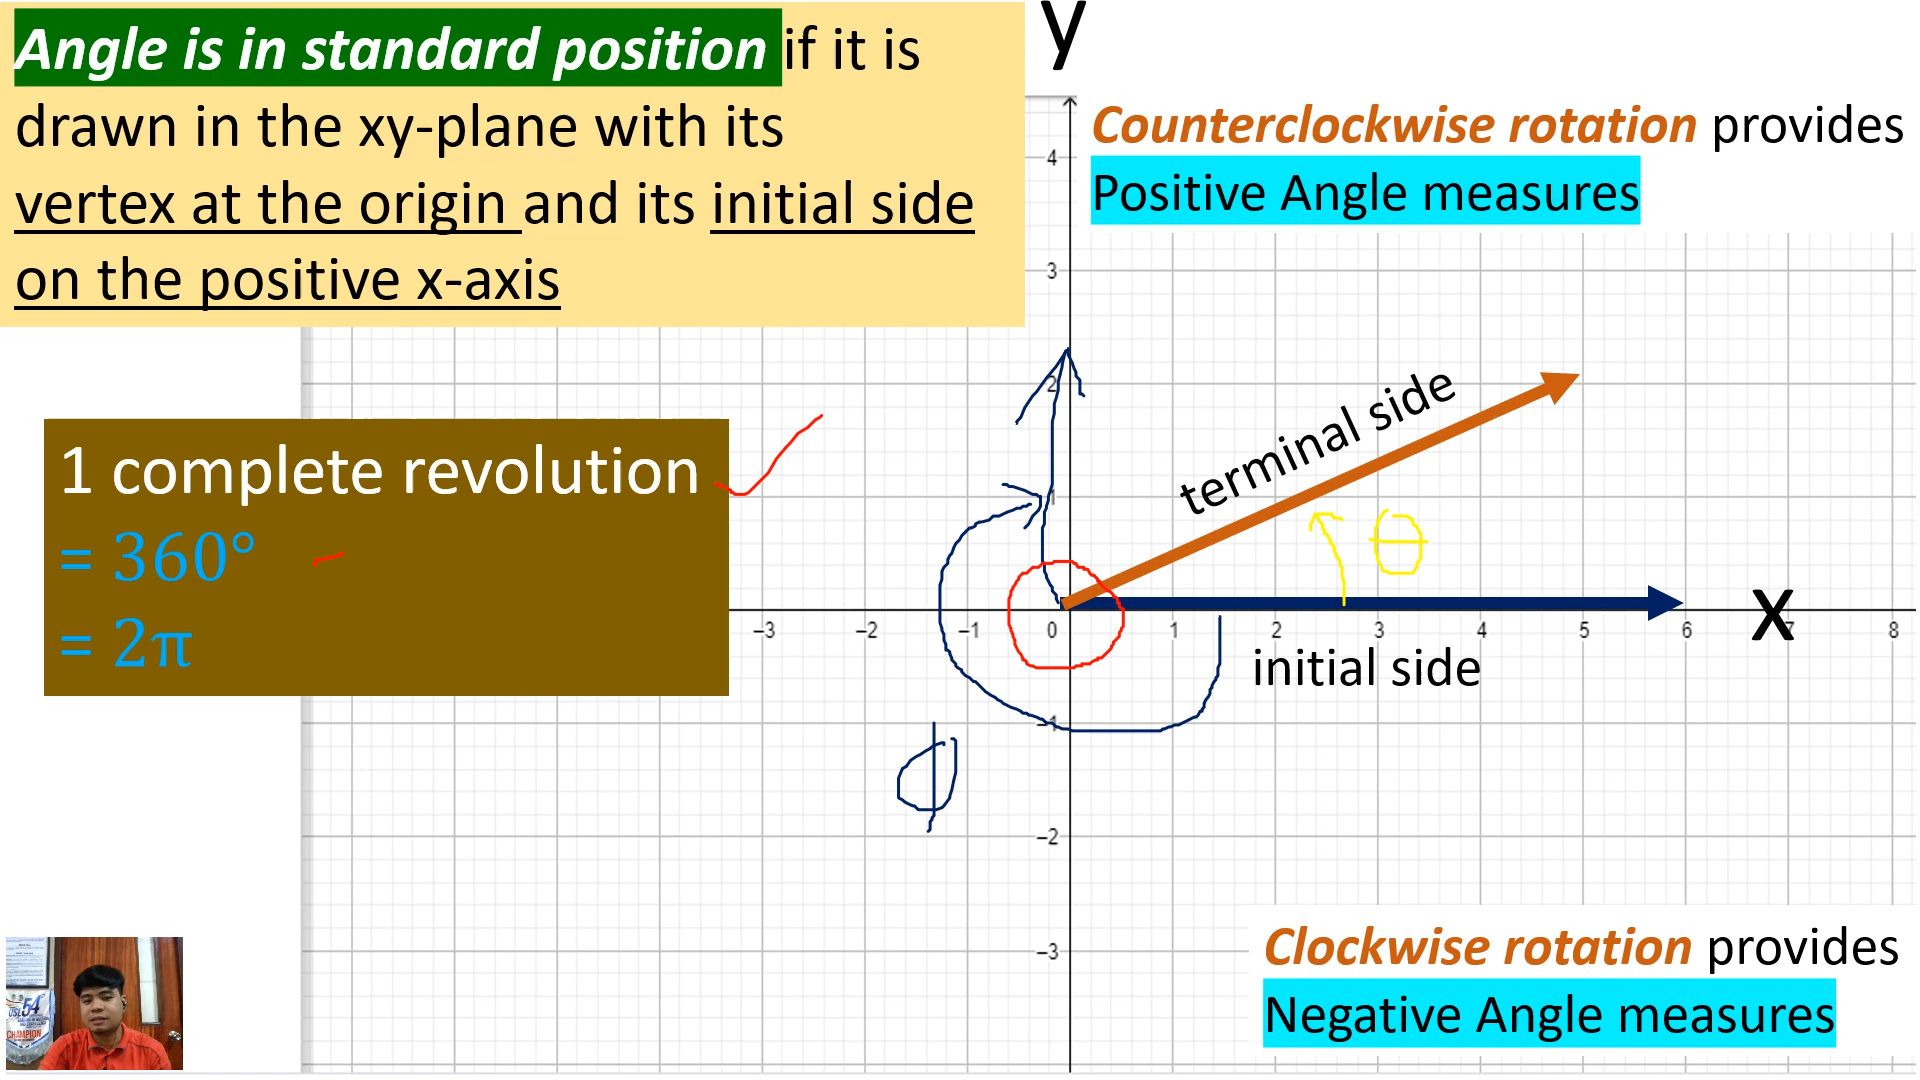 Angle is in standard position if it is
drawn in the xy-plane with its
vertex at the origin and its initial side
on the positive x-axis
y
Counterclockwise rotation provides
Positive Angle measures
4
3
2
1
1 complete revolution
= 360°
= 2π
terminal side
θ
x
–3 –2 –1 0 1 2 3 4 5 6 7 8
initial side
–1
ϕ
–2
–3
Clockwise rotation provides
Negative Angle measures
54
CHAMPION